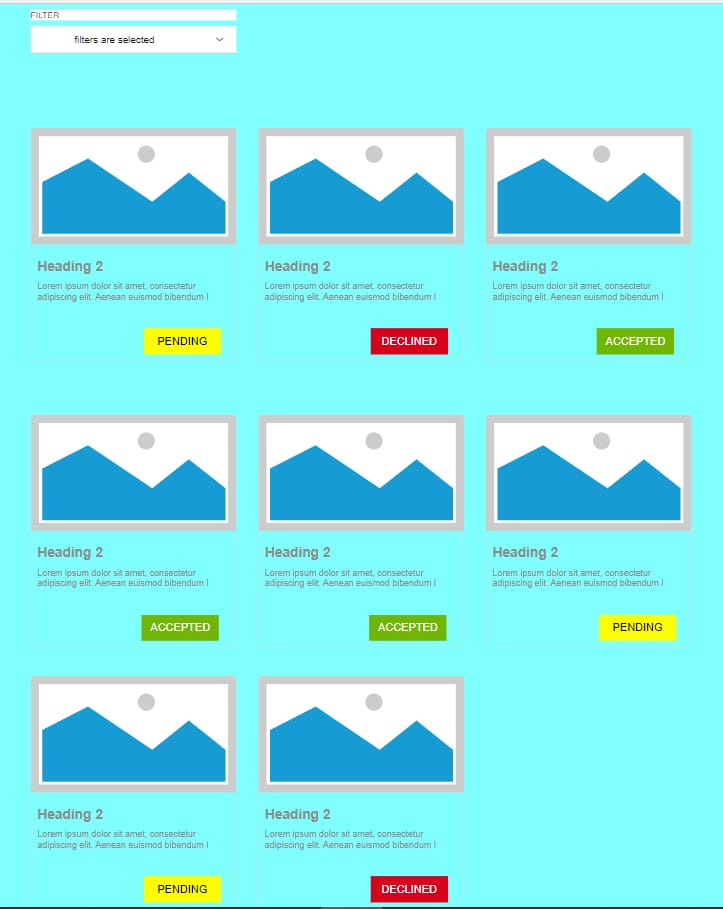 FILTER
filters are selected
Heading 2
Lorem ipsum dolor sit amet, consectetur
adipiscing elit. Aenean euismod bibendum l
PENDING
Heading 2
Lorem ipsum dolor sit amet, consectetur
adipiscing elit. Aenean euismod bibendum l
DECLINED
Heading 2
Lorem ipsum dolor sit amet, consectetur
adipiscing elit. Aenean euismod bibendum l
ACCEPTED
Heading 2
Lorem ipsum dolor sit amet, consectetur
adipiscing elit. Aenean euismod bibendum l
ACCEPTED
Heading 2
Lorem ipsum dolor sit amet, consectetur
adipiscing elit. Aenean euismod bibendum l
ACCEPTED
Heading 2
Lorem ipsum dolor sit amet, consectetur
adipiscing elit. Aenean euismod bibendum l
PENDING
Heading 2
Lorem ipsum dolor sit amet, consectetur
adipiscing elit. Aenean euismod bibendum l
PENDING
Heading 2
Lorem ipsum dolor sit amet, consectetur
adipiscing elit. Aenean euismod bibendum l
DECLINED